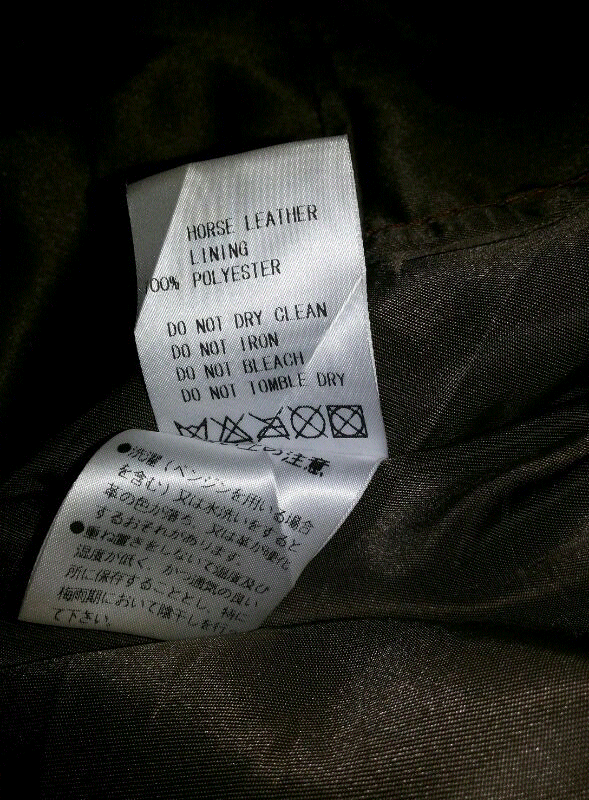 HORSE LEATHER
LINING
100% POLYESTER
DO NOT DRY CLEAN
DO NOT IRON
DO NOT BLEACH
DO NOT TOMBLE DRY
上の注意
●洗濯(ベンジンを用いる場合
を含む)又は水洗いをすると
革の色が落ち、又は革が硬化
するおそれがあります。
●重ね置きをしないで温度及び
湿度が低く、かつ通気の良い
所に保存することとし、特に
梅雨期において陰干しを行っ
て下さい。